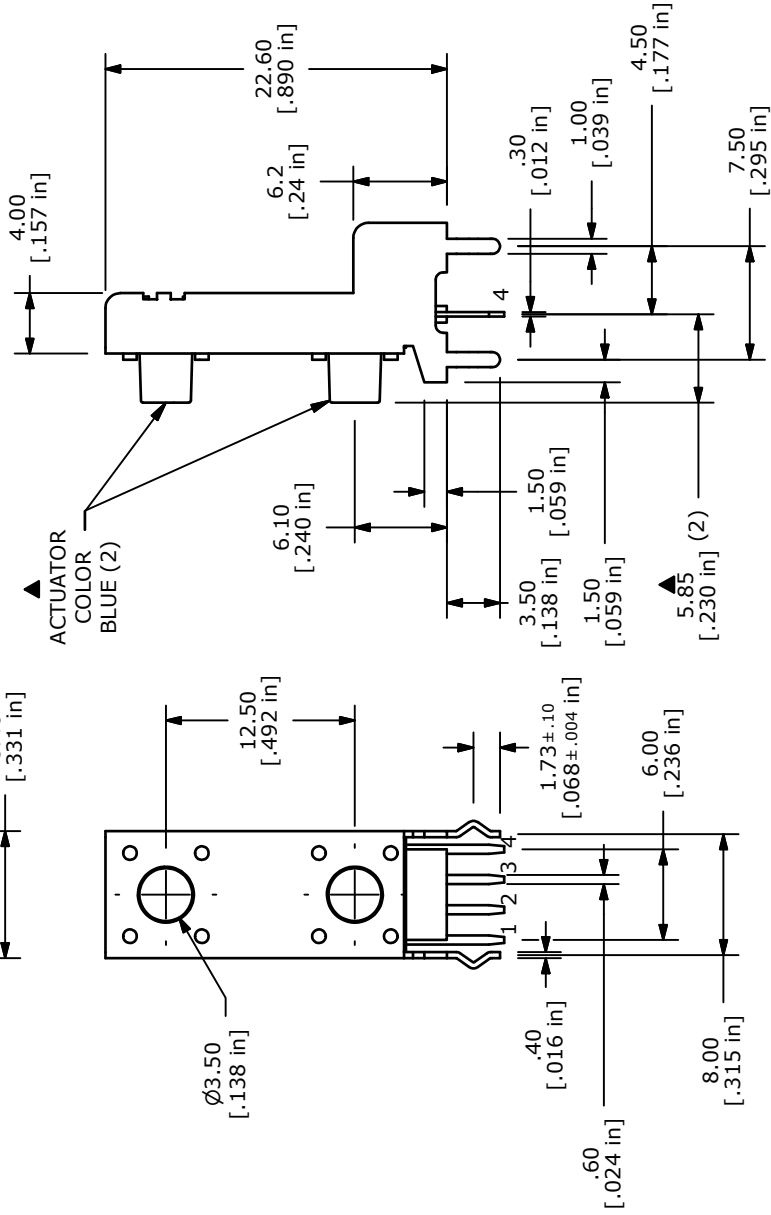 4.00
[.157 in]
22.60
[.890 in]
6.2
[.24 in]
.30
[.012 in]
1.00
[.039 in]
4.50
[.177 in]
7.50
[.295 in]
4
▲
ACTUATOR
COLOR
BLUE (2)
6.10
[.240 in]
1.50
[.059 in]
3.50
[.138 in]
1.50
[.059 in]
▲
5.85
[.230 in] (2)
[.331 in]
12.50
[.492 in]
1.73±.10
[.068±.004 in]
6.00
[.236 in]
1 2 3 4
Ø3.50
[.138 in]
.40
[.016 in]
8.00
[.315 in]
.60
[.024 in]